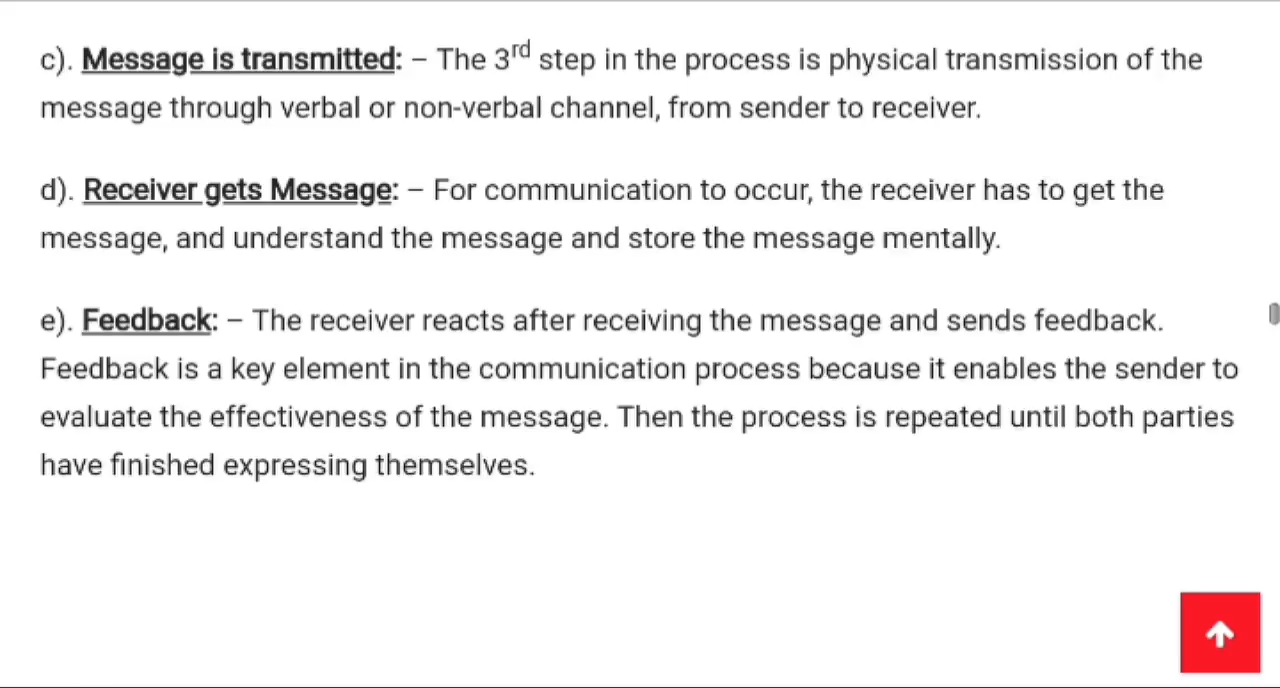 c). Message is transmitted: – The 3rd step in the process is physical transmission of the
message through verbal or non-verbal channel, from sender to receiver.
d). Receiver gets Message: – For communication to occur, the receiver has to get the
message, and understand the message and store the message mentally.
e). Feedback: – The receiver reacts after receiving the message and sends feedback.
Feedback is a key element in the communication process because it enables the sender to
evaluate the effectiveness of the message. Then the process is repeated until both parties
have finished expressing themselves.